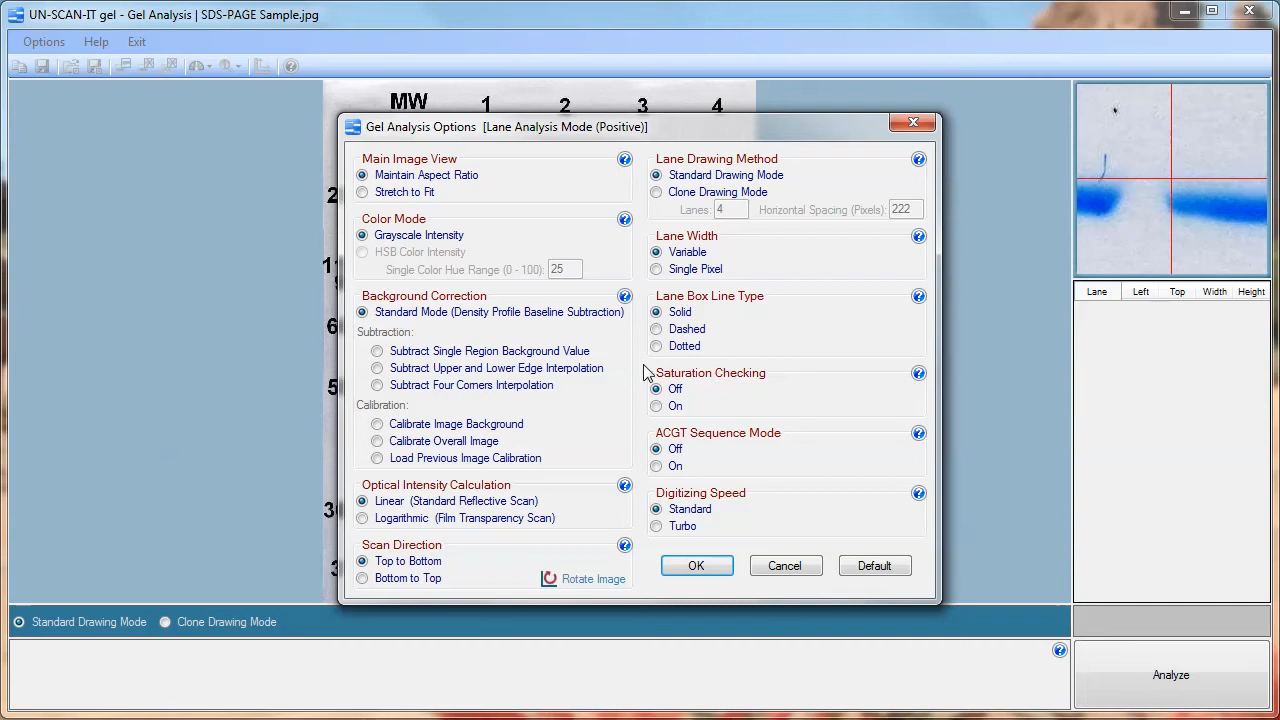 UN-SCAN-IT gel - Gel Analysis | SDS-PAGE Sample.jpg
Options Help Exit
MW 1 2 3 4
Gel Analysis Options [Lane Analysis Mode (Positive)]
Main Image View
Maintain Aspect Ratio
Stretch to Fit
Color Mode
Grayscale Intensity
HSB Color Intensity
Single Color Hue Range (0 - 100): 25
Background Correction
Standard Mode (Density Profile Baseline Subtraction)
Subtraction:
Subtract Single Region Background Value
Subtract Upper and Lower Edge Interpolation
Subtract Four Corners Interpolation
Calibration:
Calibrate Image Background
Calibrate Overall Image
Load Previous Image Calibration
Optical Intensity Calculation
Linear (Standard Reflective Scan)
Logarithmic (Film Transparency Scan)
Scan Direction
Top to Bottom
Bottom to Top
Rotate Image
Lane Drawing Method
Standard Drawing Mode
Clone Drawing Mode
Lanes: 4 Horizontal Spacing (Pixels): 222
Lane Width
Variable
Single Pixel
Lane Box Line Type
Solid
Dashed
Dotted
Saturation Checking
Off
On
ACGT Sequence Mode
Off
On
Digitizing Speed
Standard
Turbo
OK Cancel Default
Lane Left Top Width Height
Standard Drawing Mode Clone Drawing Mode
Analyze